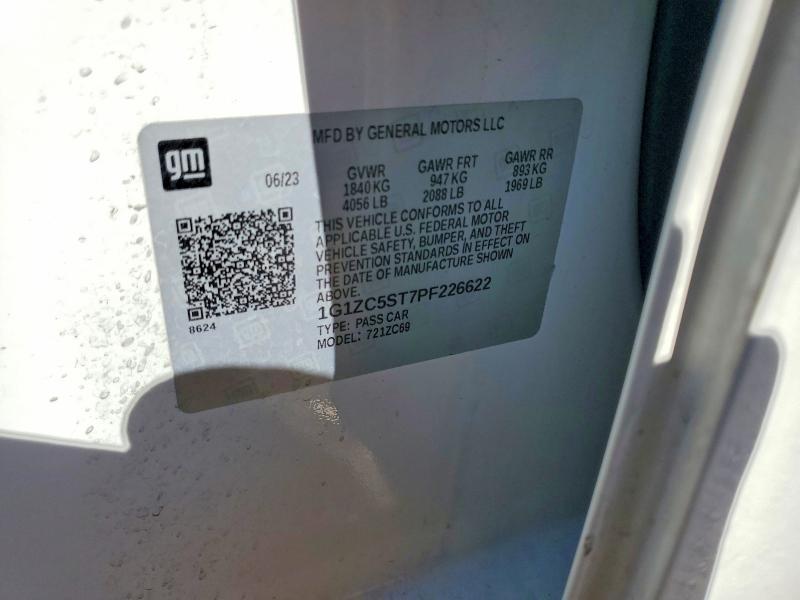 gm
MFD BY GENERAL MOTORS LLC
06/23
GVWR GAWR FRT GAWR RR
1840 KG 947 KG 893 KG
4056 LB 2088 LB 1969 LB
THIS VEHICLE CONFORMS TO ALL
APPLICABLE U.S. FEDERAL MOTOR
VEHICLE SAFETY, BUMPER, AND THEFT
PREVENTION STANDARDS IN EFFECT ON
THE DATE OF MANUFACTURE SHOWN
ABOVE.
1G1ZC5ST7PF226622
TYPE: PASS CAR
MODEL: 721ZC69
8624